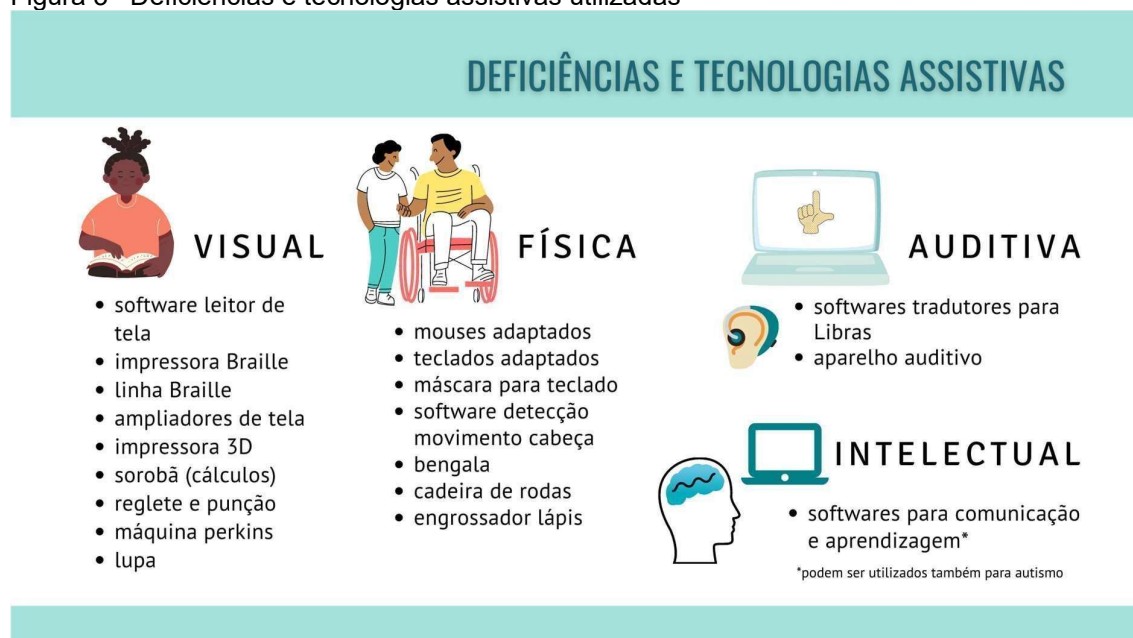 Deficiências e tecnologias assistivas utilizadas
DEFICIÊNCIAS E TECNOLOGIAS ASSISTIVAS
VISUAL
• software leitor de
tela
• impressora Braille
• linha Braille
• ampliadores de tela
• impressora 3D
• sorobã (cálculos)
• reglete e punção
• máquina perkins
• lupa
FÍSICA
• mouses adaptados
• teclados adaptados
• máscara para teclado
• software detecção
movimento cabeça
• bengala
• cadeira de rodas
• engrossador lápis
AUDITIVA
• softwares tradutores para
Libras
• aparelho auditivo
INTELECTUAL
• softwares para comunicação
e aprendizagem*
*podem ser utilizados também para autismo